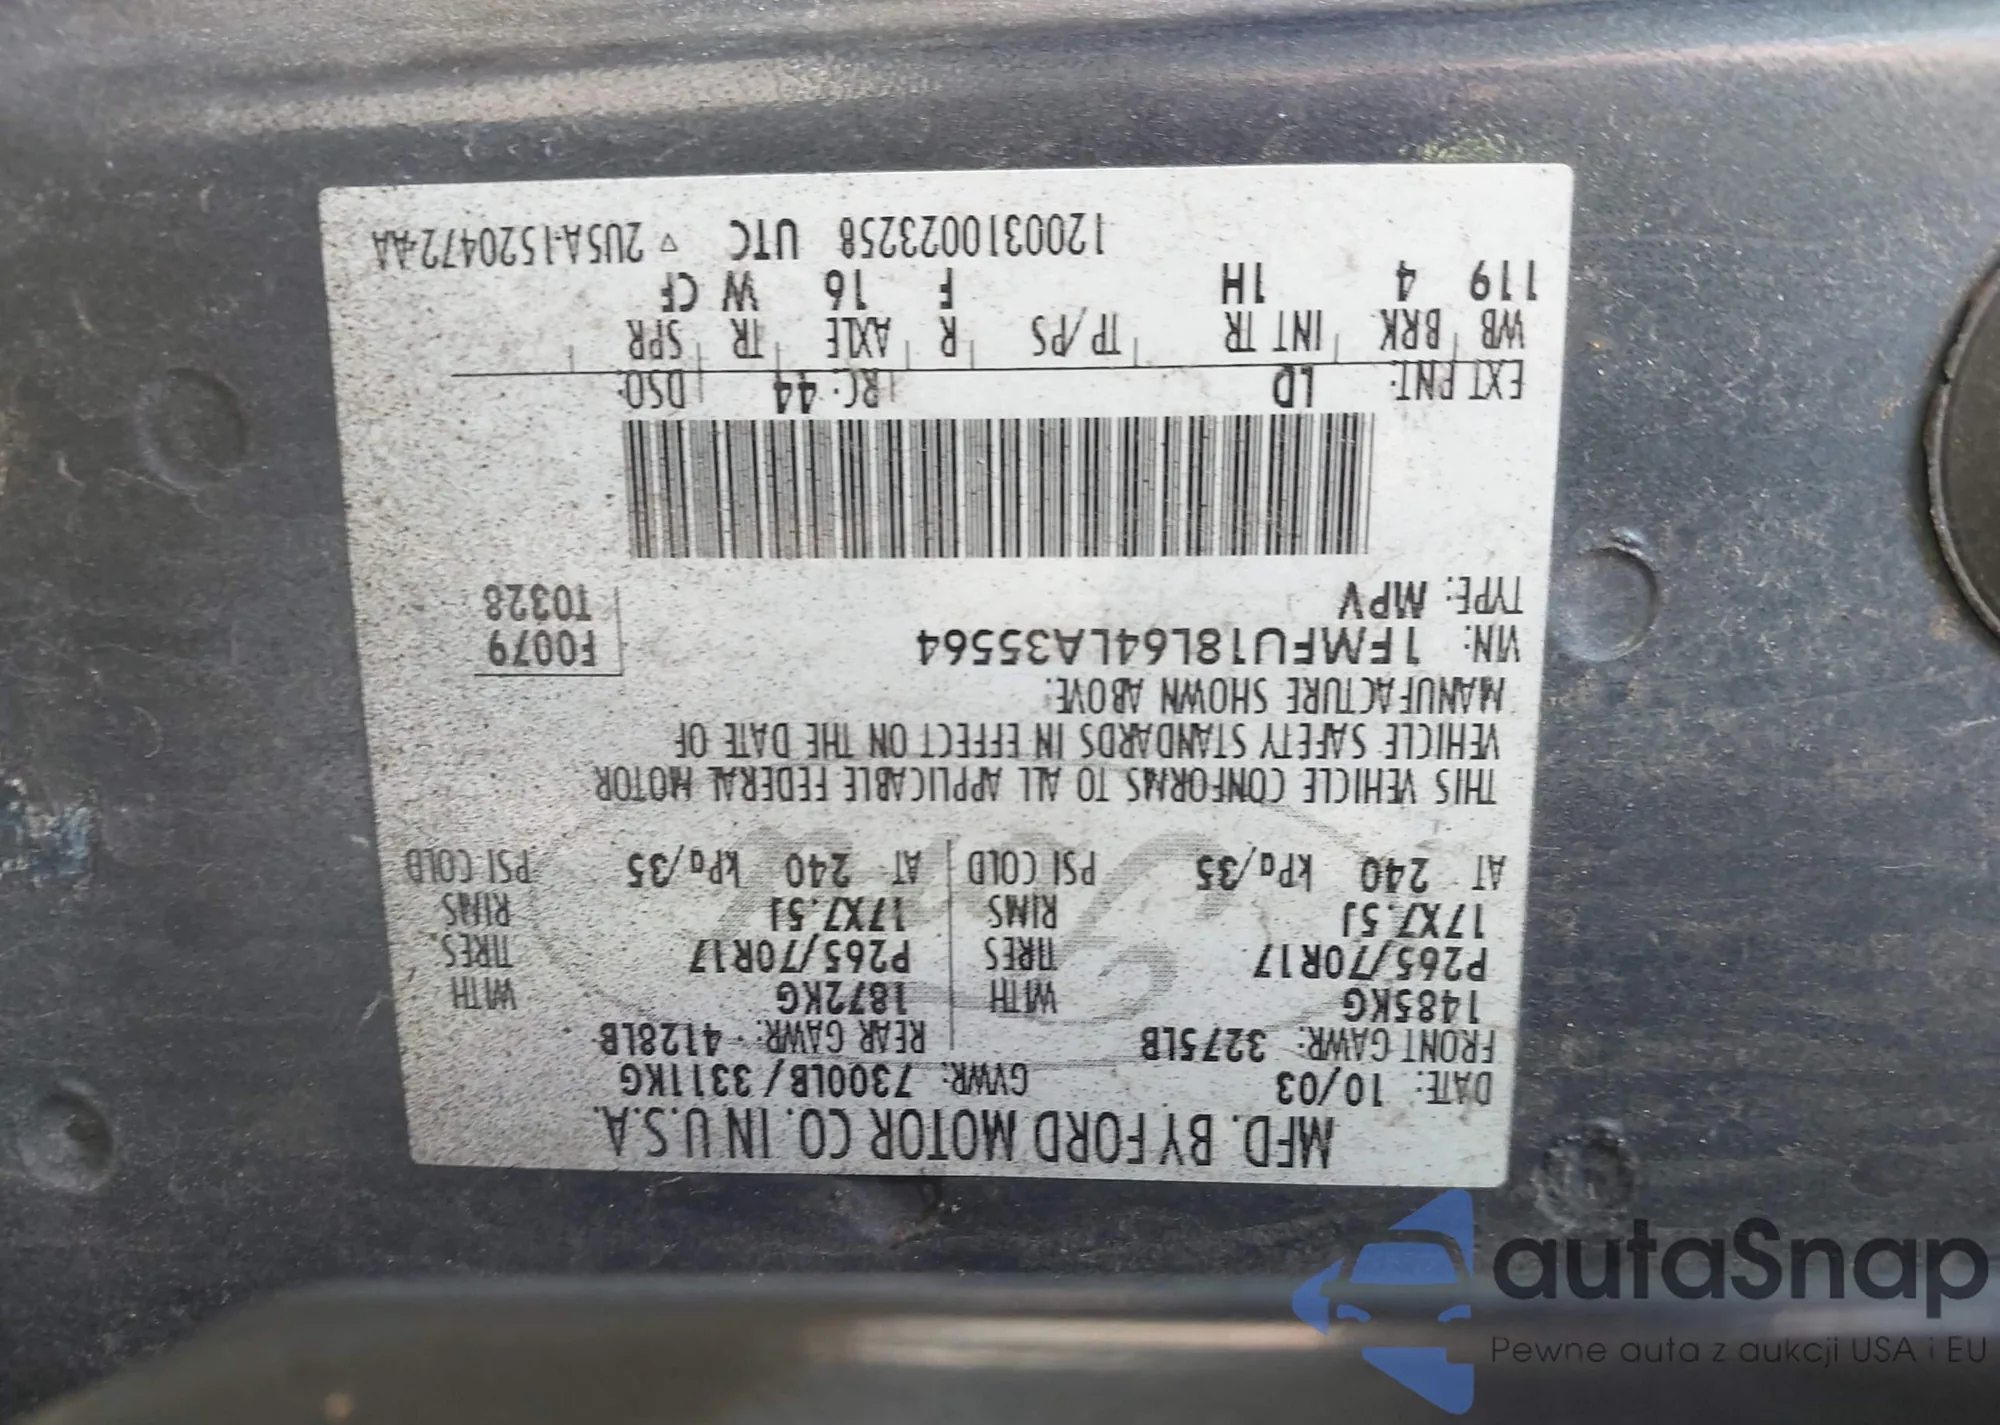 MFD. BY FORD MOTOR CO. IN U.S.A.
DATE: 10/03 GVWR: 7300LB/3311KG
FRONT GAWR: 3275LB REAR GAWR: 4128LB
1485KG WITH 1872KG WITH
P265/70R17 TIRES P265/70R17 TIRES
17X7.5J RIMS 17X7.5J RIMS
AT 240 kPa/35 PSI COLD AT 240 kPa/35 PSI COLD
THIS VEHICLE CONFORMS TO ALL APPLICABLE FEDERAL MOTOR
VEHICLE SAFETY STANDARDS IN EFFECT ON THE DATE OF
MANUFACTURE SHOWN ABOVE.
VIN: 1FMFU18L64LA35564 F0079
TYPE: MPV T0328
EXT PNT: LD RC: 44 DSO:
WB BRK INT TR TP/PS R AXLE TR SPR
119 4 1H F 16 W CF
1200310023258 UTC ▽ 2U5A-1520472-AA
autaSnap
Pewne auta z aukcji USA i EU